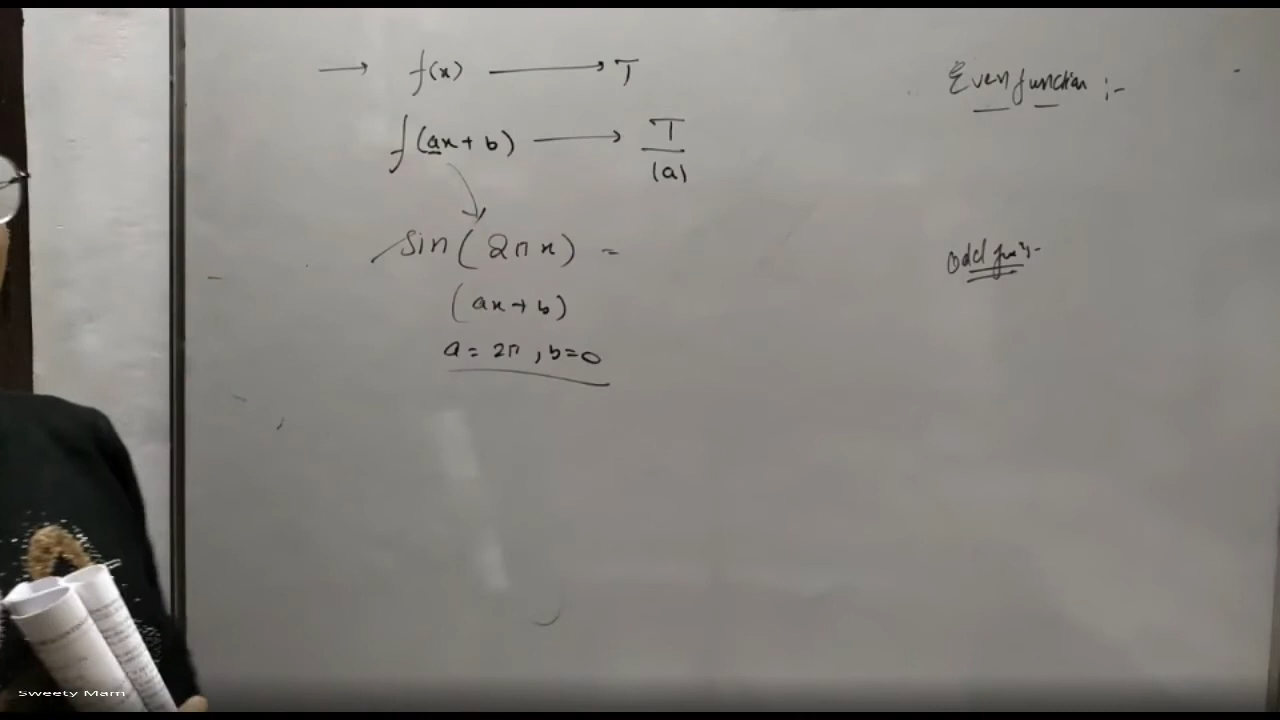 → f(x) → T
f(ax+b) → T/(a)
sin(2πx) =
(ax+b)
a=2π, b=0
Even function :-
Odd fun:-
Sweety Mam